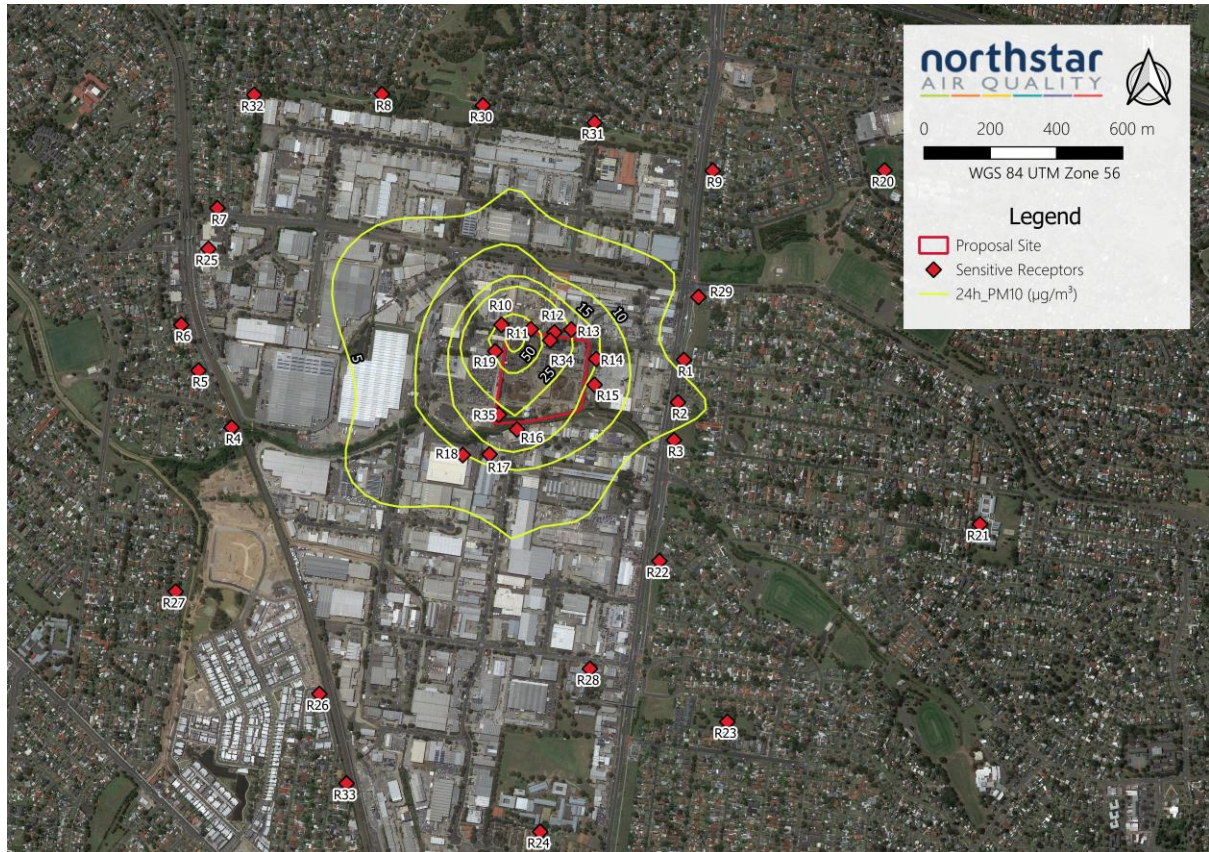 northstar
AIR QUALITY
N
0 200 400 600 m
WGS 84 UTM Zone 56
Legend
Proposal Site
Sensitive Receptors
24h_PM10 (µg/m³)
R32
R8
R30
R31
R9
R20
R7
R25
R29
R6
R10
R11
R12
R13
15
10
5
50
25
R19
R34
R14
R1
R5
R15
R2
R35
R4
R16
R3
R18
R17
R21
R22
R27
R28
R26
R23
R33
R24